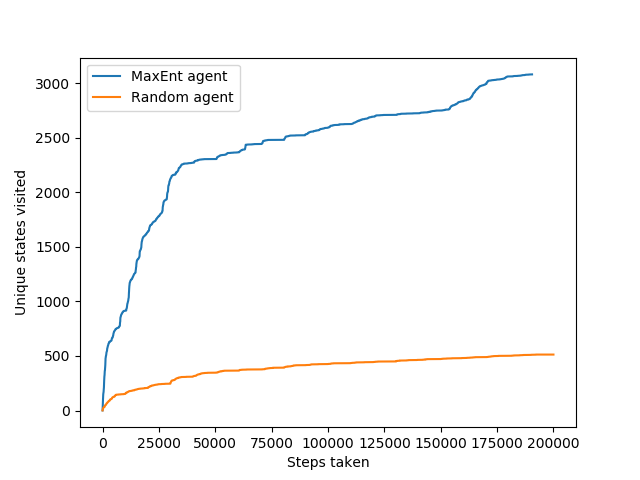 MaxEnt agent
Random agent
3000
2500
2000
1500
1000
500
0
Unique states visited
0 25000 50000 75000 100000 125000 150000 175000 200000
Steps taken